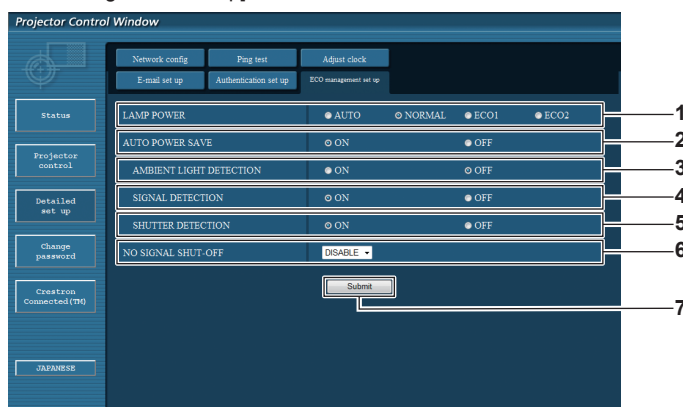 Projector Control Window
Network config Ping test Adjust clock
E-mail set up Authentication set up ECO management set up
Status
Projector control
Detailed set up
Change password
Crestron Connected(TM)
JAPANESE
LAMP POWER AUTO NORMAL ECO1 ECO2 1
AUTO POWER SAVE ON OFF 2
AMBIENT LIGHT DETECTION ON OFF 3
SIGNAL DETECTION ON OFF 4
SHUTTER DETECTION ON OFF 5
NO SIGNAL SHUT-OFF DISABLE 6
Submit 7